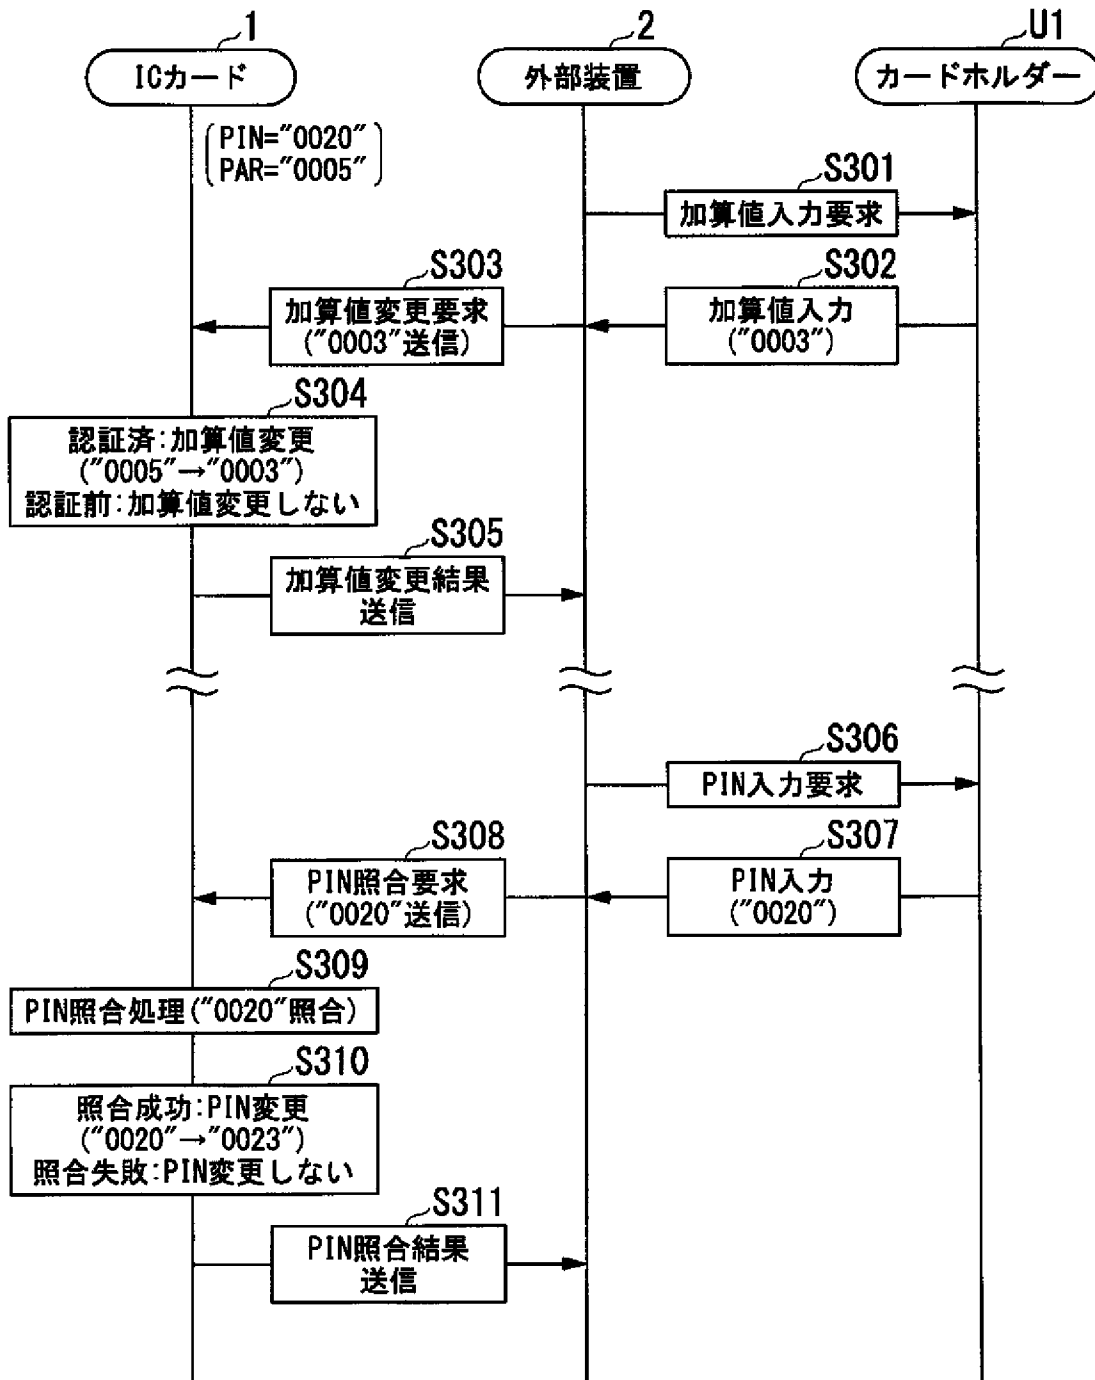 1
2
U1
ICカード
外部装置
カードホルダー
PIN="0020"
PAR="0005"
S301
加算値入力要求
S303
S302
加算値変更要求
("0003"送信)
加算値入力
("0003")
S304
認証済:加算値変更
("0005"→"0003")
認証前:加算値変更しない
S305
加算値変更結果
送信
S306
PIN入力要求
S308
S307
PIN照合要求
("0020"送信)
PIN入力
("0020")
S309
PIN照合処理("0020"照合)
S310
照合成功:PIN変更
("0020"→"0023")
照合失敗:PIN変更しない
S311
PIN照合結果
送信